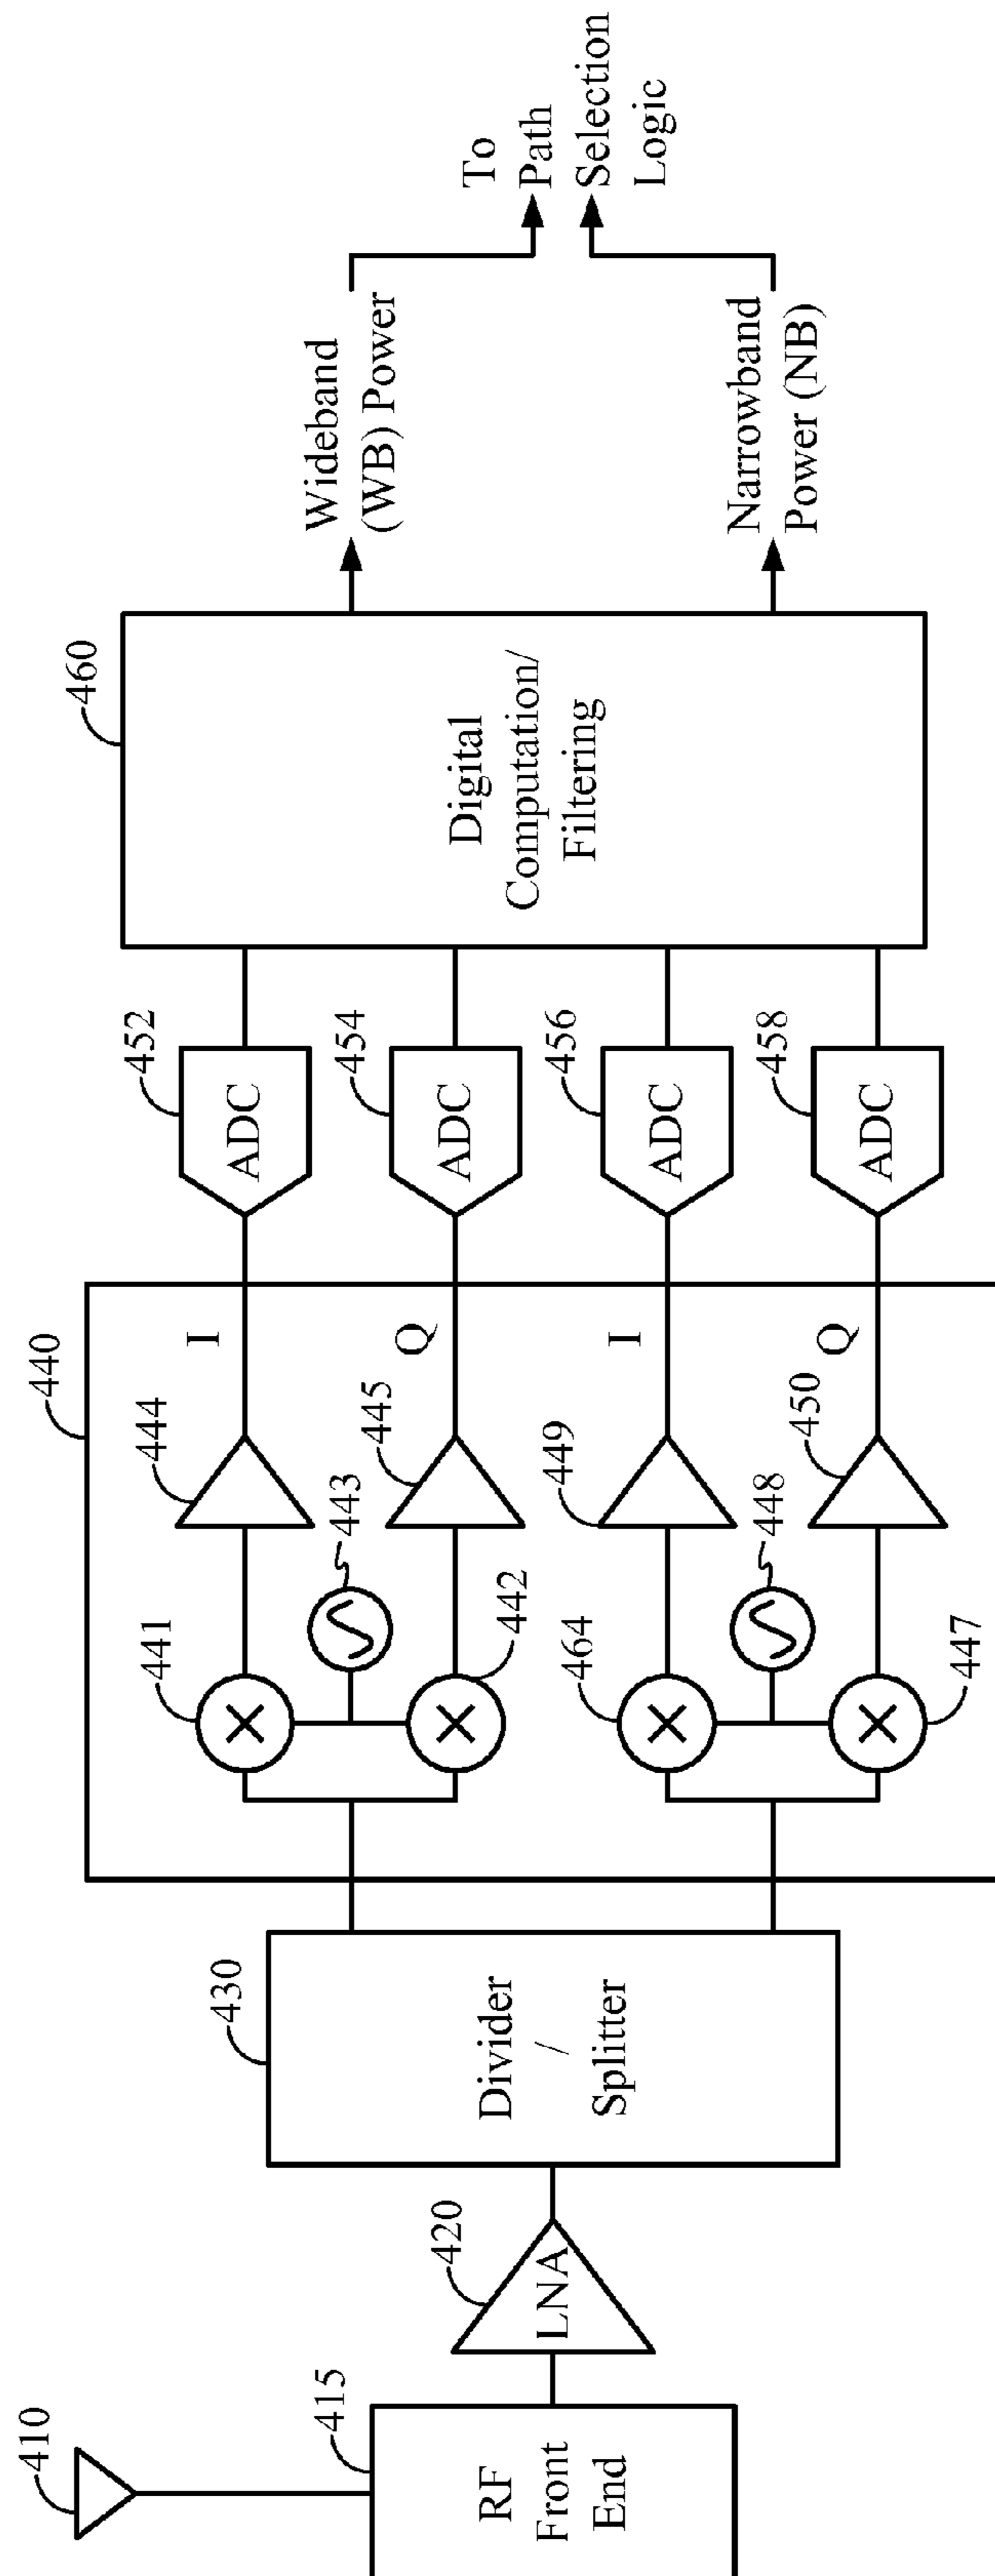 410
415
RF
Front
End
420
LNA
430
Divider
/
Splitter
440
441
442
443
444
445
I
Q
464
447
448
449
450
I
Q
452
ADC
454
ADC
456
ADC
458
ADC
460
Digital
Computation/
Filtering
Wideband
(WB) Power
Narrowband
Power (NB)
To
Path
Selection
Logic